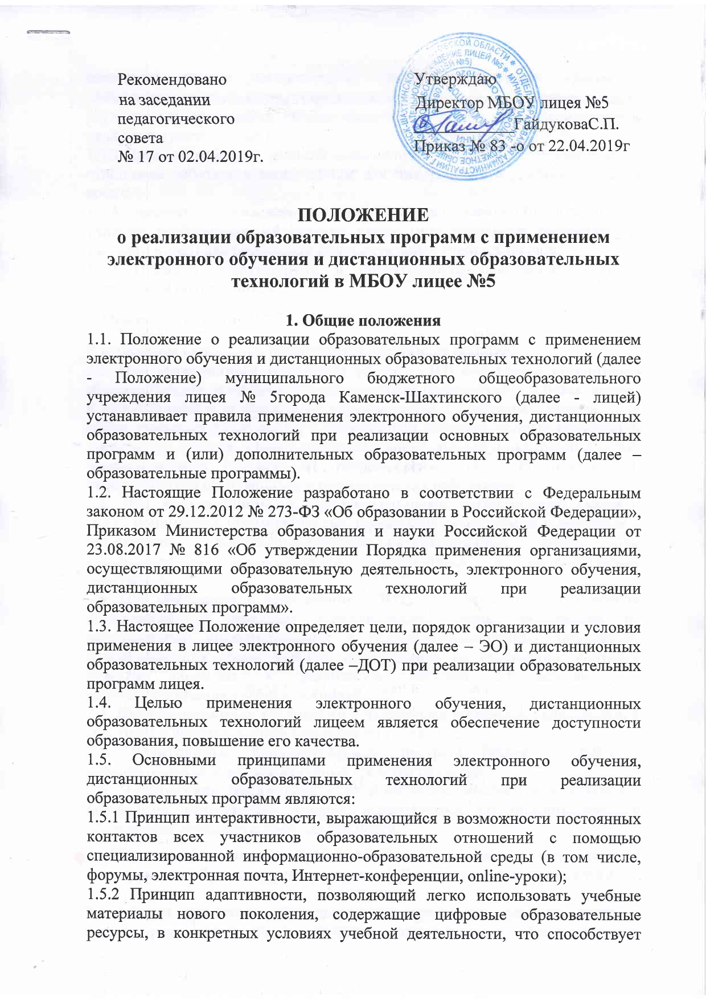 Рекомендовано
на заседании
педагогического
совета
№ 17 от 02.04.2019г.
Утверждаю
Директор МБОУ лицея №5
ГайдуковаС.П.
Приказ № 83 -о от 22.04.2019г
ПОЛОЖЕНИЕ
о реализации образовательных программ с применением
электронного обучения и дистанционных образовательных
технологий в МБОУ лицее №5
1. Общие положения
1.1. Положение о реализации образовательных программ с применением
электронного обучения и дистанционных образовательных технологий (далее
- Положение) муниципального бюджетного общеобразовательного
учреждения лицея № 5города Каменск-Шахтинского (далее - лицей)
устанавливает правила применения электронного обучения, дистанционных
образовательных технологий при реализации основных образовательных
программ и (или) дополнительных образовательных программ (далее –
образовательные программы).
1.2. Настоящие Положение разработано в соответствии с Федеральным
законом от 29.12.2012 № 273-ФЗ «Об образовании в Российской Федерации»,
Приказом Министерства образования и науки Российской Федерации от
23.08.2017 № 816 «Об утверждении Порядка применения организациями,
осуществляющими образовательную деятельность, электронного обучения,
дистанционных образовательных технологий при реализации
образовательных программ».
1.3. Настоящее Положение определяет цели, порядок организации и условия
применения в лицее электронного обучения (далее – ЭО) и дистанционных
образовательных технологий (далее –ДОТ) при реализации образовательных
программ лицея.
1.4. Целью применения электронного обучения, дистанционных
образовательных технологий лицеем является обеспечение доступности
образования, повышение его качества.
1.5. Основными принципами применения электронного обучения,
дистанционных образовательных технологий при реализации
образовательных программ являются:
1.5.1 Принцип интерактивности, выражающийся в возможности постоянных
контактов всех участников образовательных отношений с помощью
специализированной информационно-образовательной среды (в том числе,
форумы, электронная почта, Интернет-конференции, online-уроки);
1.5.2 Принцип адаптивности, позволяющий легко использовать учебные
материалы нового поколения, содержащие цифровые образовательные
ресурсы, в конкретных условиях учебной деятельности, что способствует